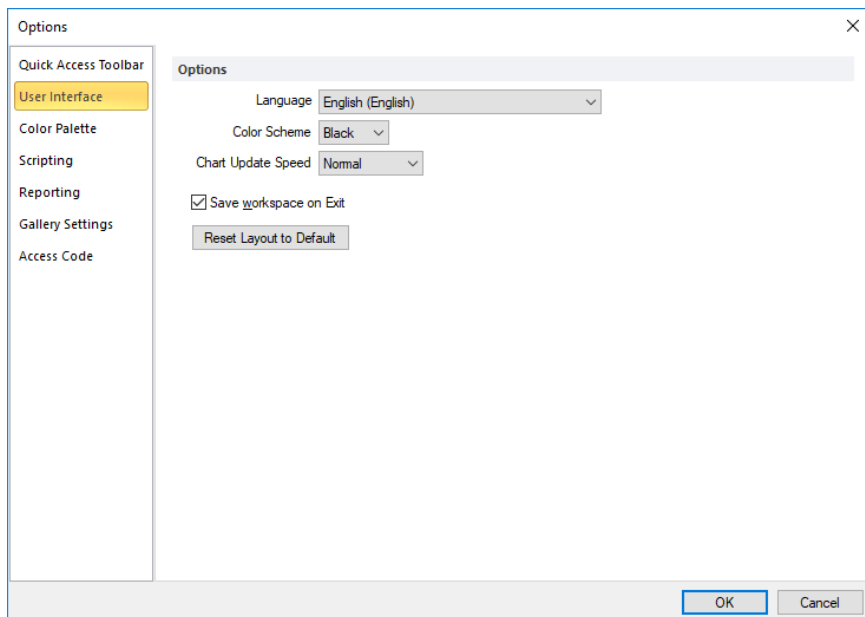 Options
Quick Access Toolbar
User Interface
Color Palette
Scripting
Reporting
Gallery Settings
Access Code
Options
Language English (English)
Color Scheme Black
Chart Update Speed Normal
Save workspace on Exit
Reset Layout to Default
OK Cancel